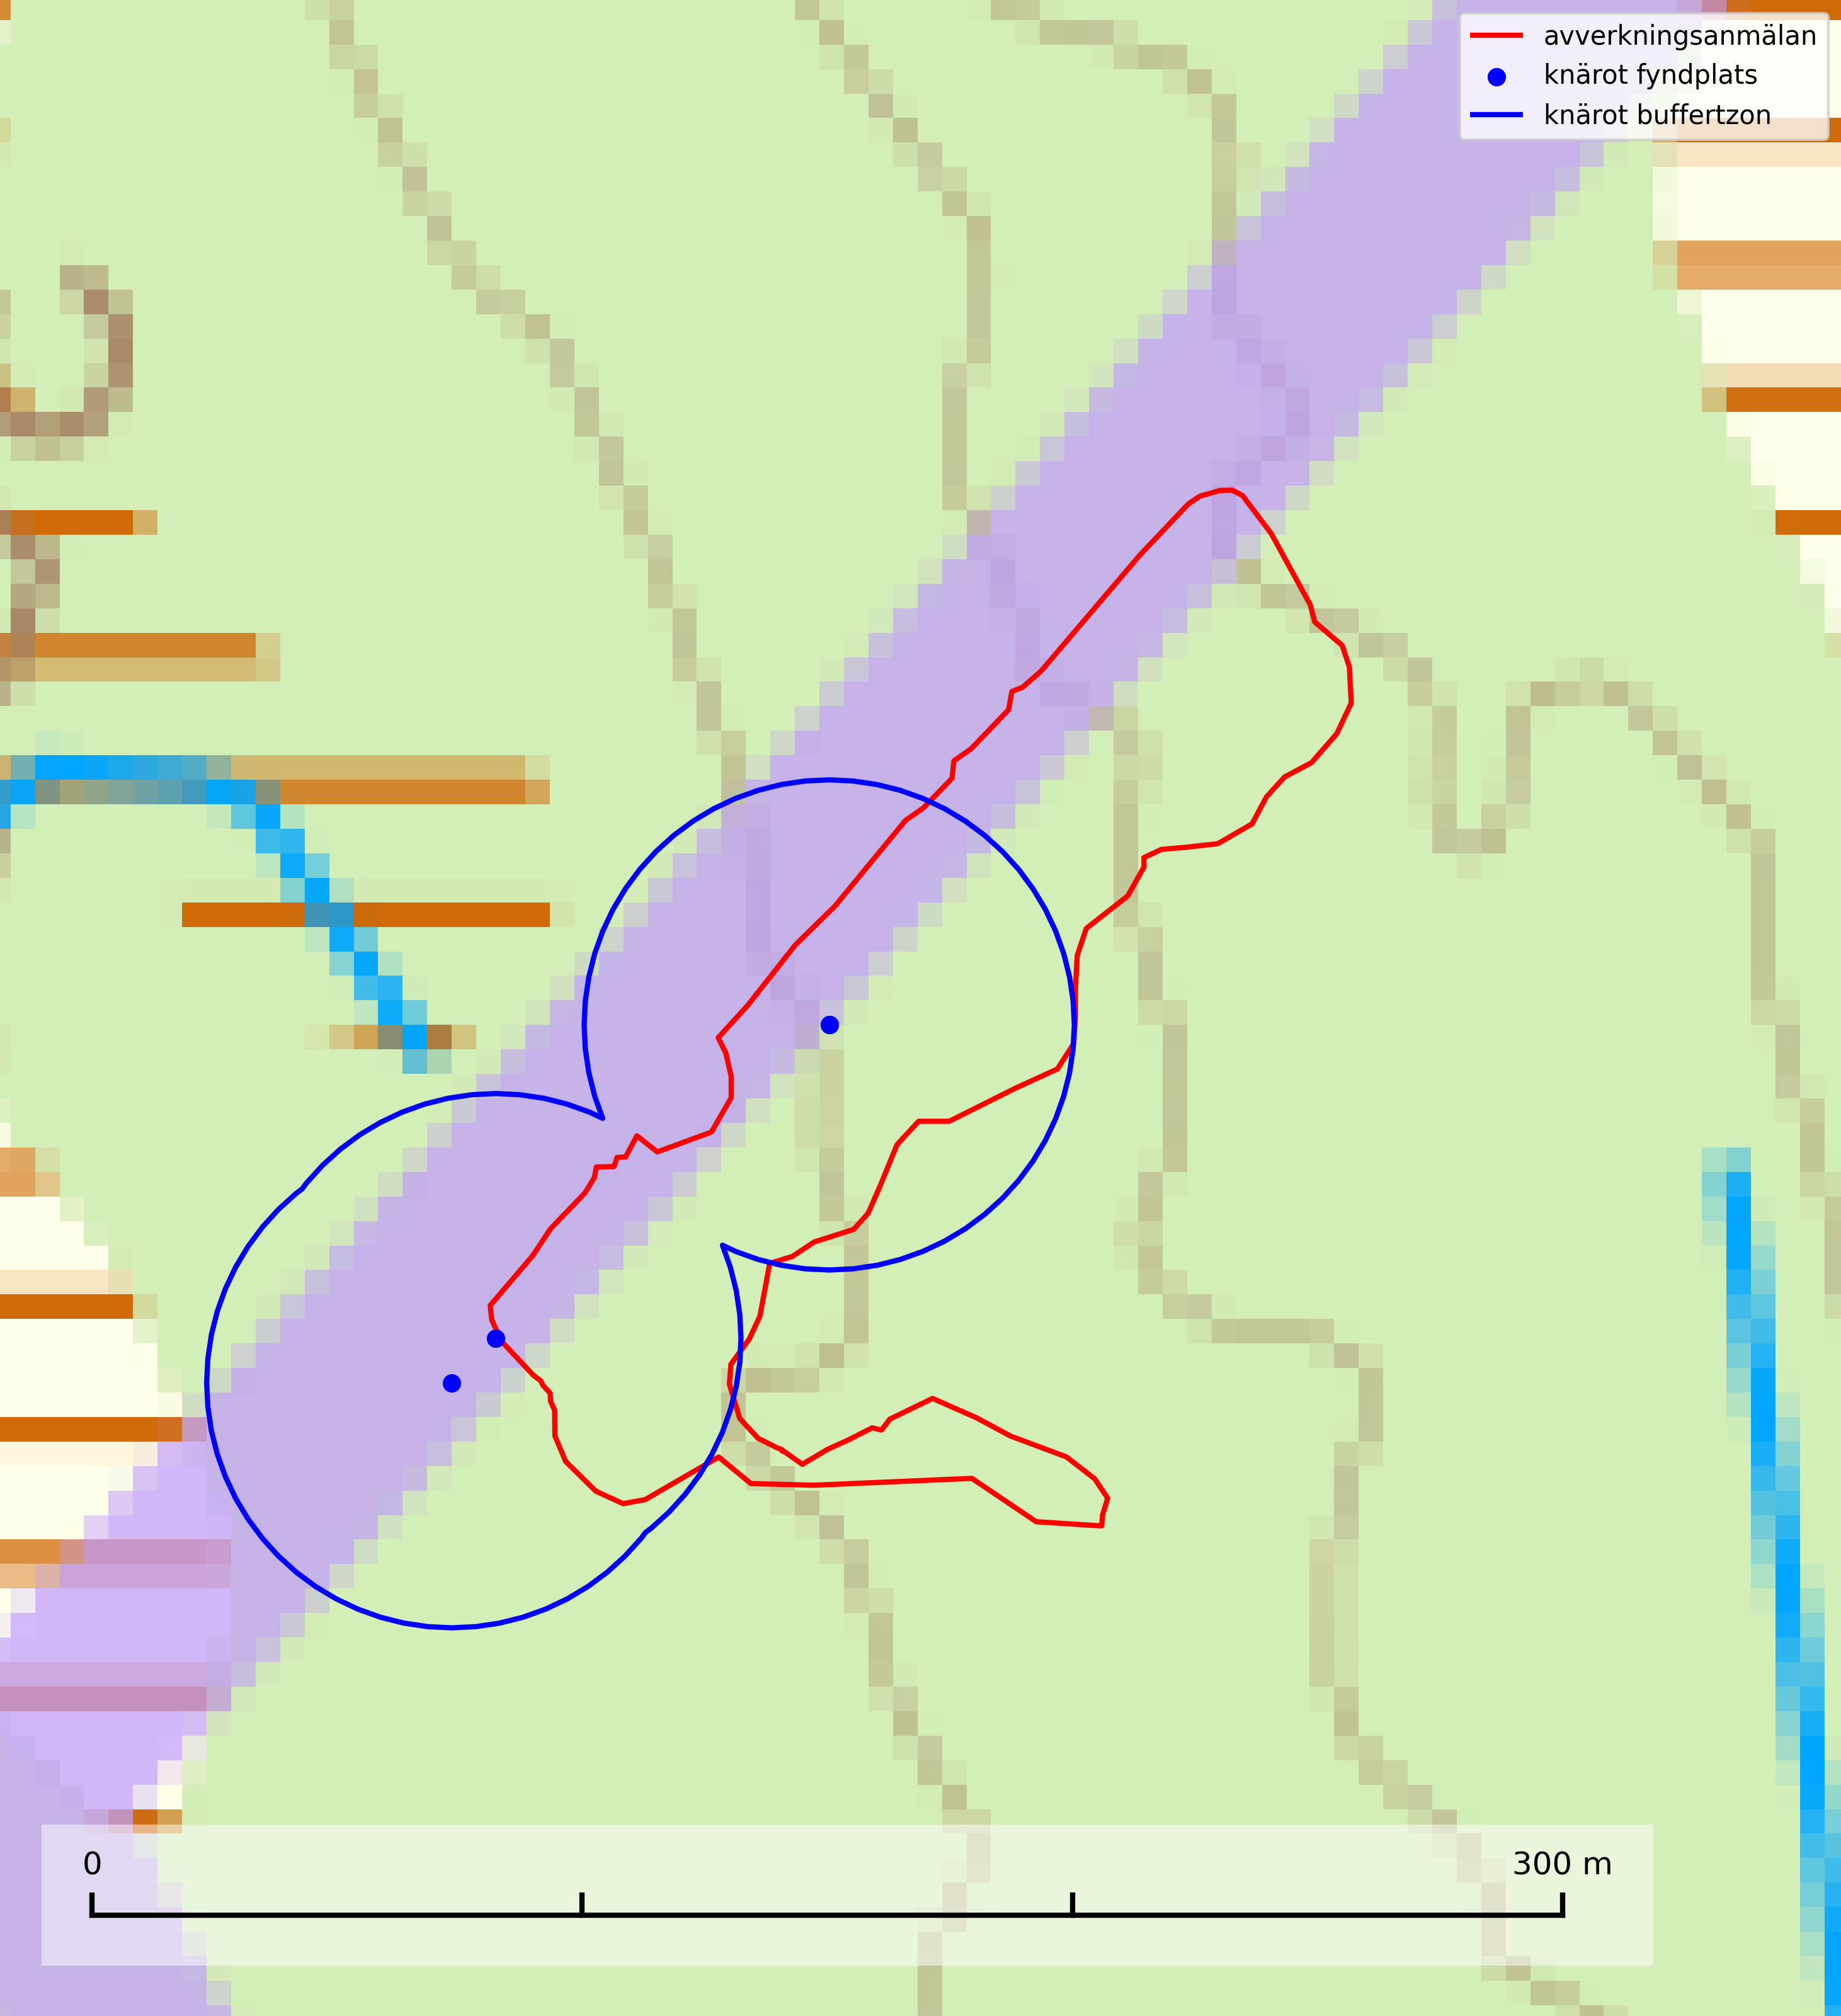 avverkningsanmälan
knärot fyndplats
knärot buffertzon
0 300 m